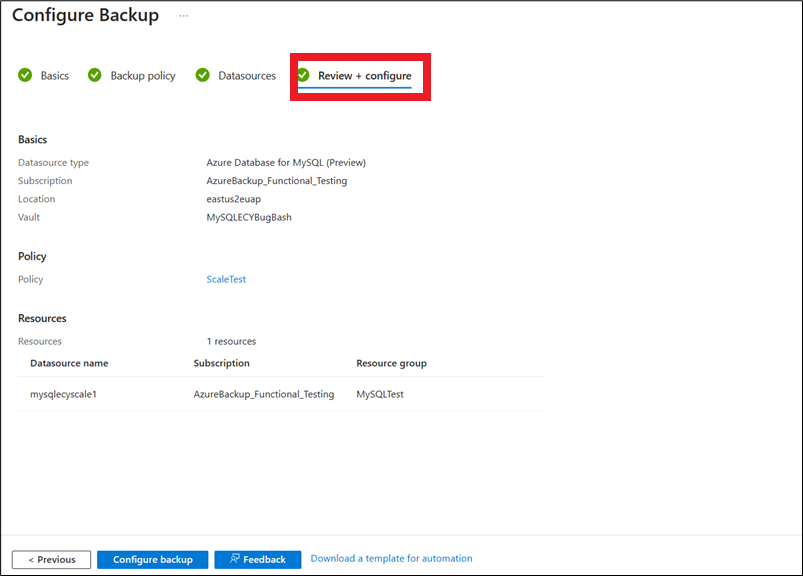 Configure Backup ...
Basics Backup policy Datasources Review + configure
Basics
Datasource type Azure Database for MySQL (Preview)
Subscription AzureBackup_Functional_Testing
Location eastus2euap
Vault MySQLECYBugBash
Policy
Policy ScaleTest
Resources
Resources 1 resources
Datasource name Subscription Resource group
mysqlecyscale1 AzureBackup_Functional_Testing MySQLTest
< Previous Configure backup Feedback Download a template for automation